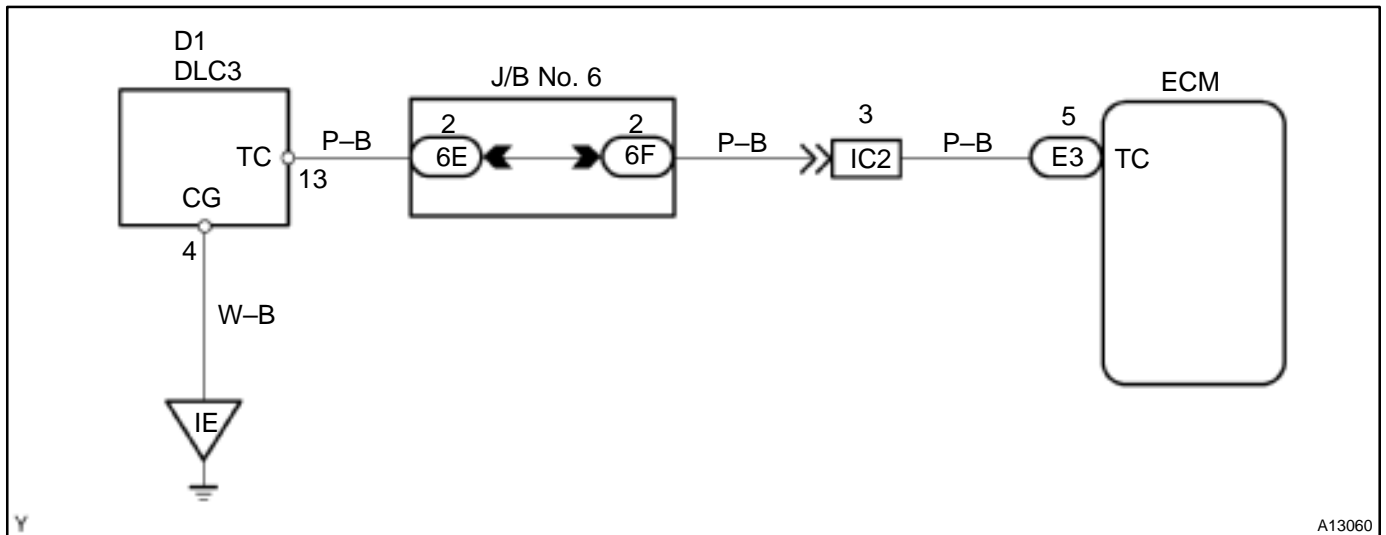 D1
DLC3
J/B No. 6
ECM
3
5
2
2
P–B
6E
6F
P–B
IC2
P–B
E3
TC
TC
13
CG
4
W–B
IE
Y
A13060